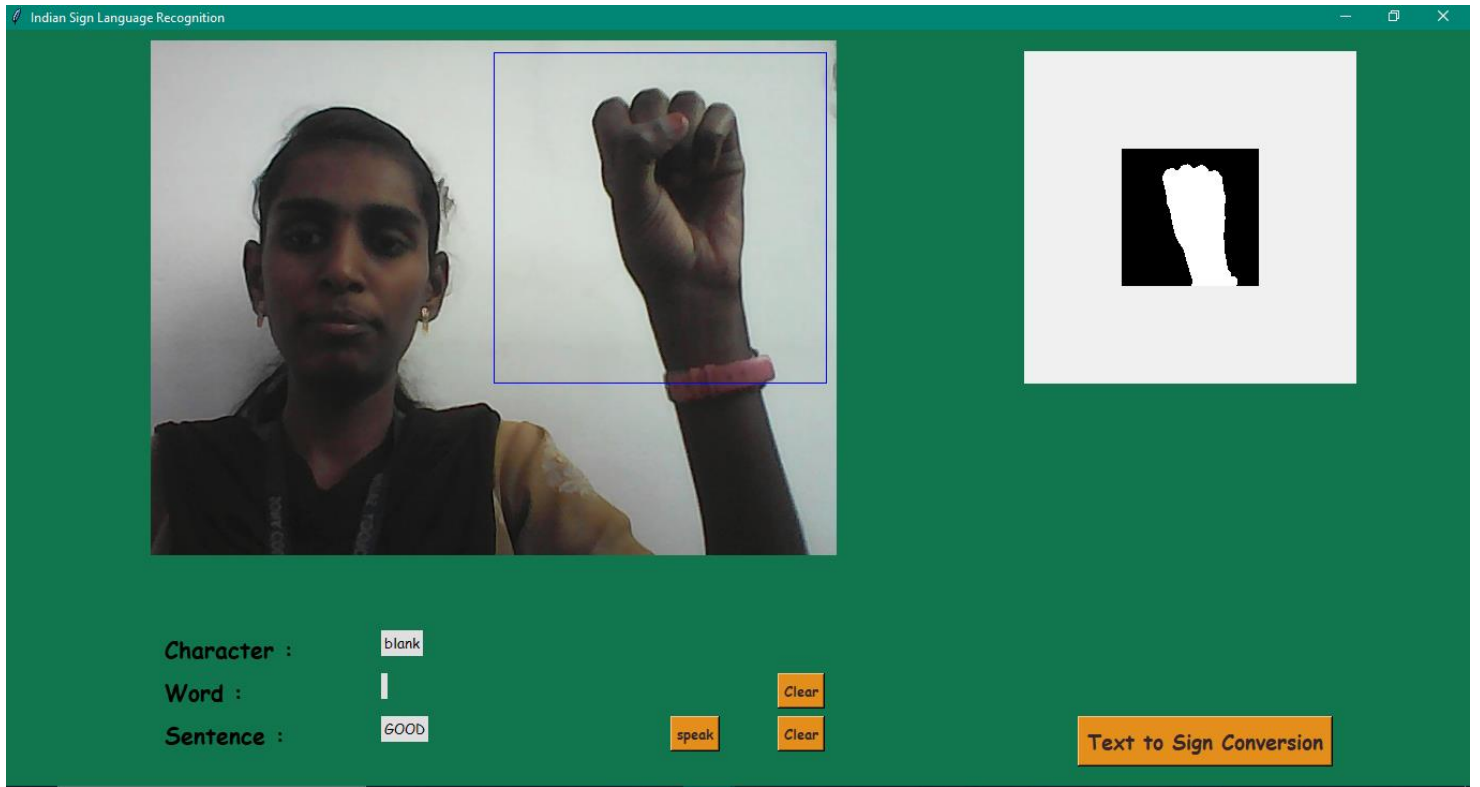 Indian Sign Language Recognition
Character : blank
Word :
Clear
Sentence : GOOD speak Clear
Text to Sign Conversion